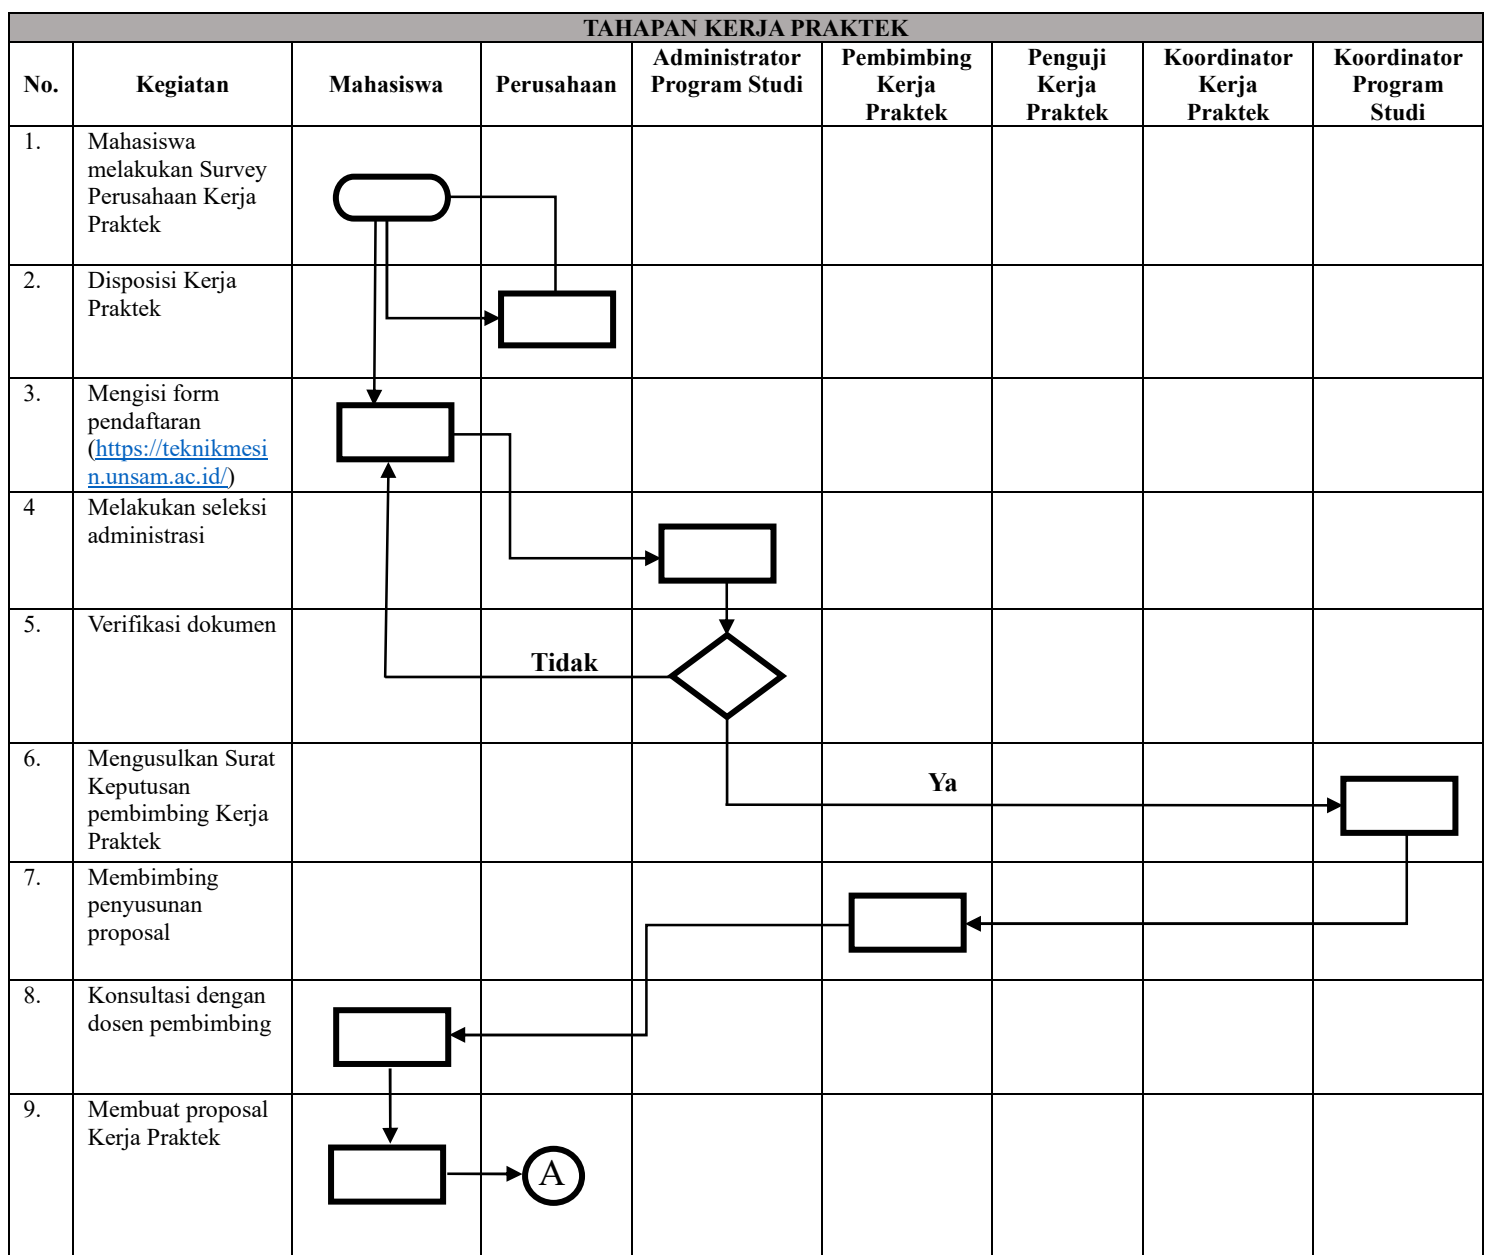 TAHAPAN KERJA PRAKTEK
No.
Kegiatan
Mahasiswa
Perusahaan
Administrator
Program Studi
Pembimbing
Kerja
Praktek
Penguji
Kerja
Praktek
Koordinator
Kerja
Praktek
Koordinator
Program
Studi
1.
Mahasiswa
melakukan Survey
Perusahaan Kerja
Praktek
2.
Disposisi Kerja
Praktek
3.
Mengisi form
pendaftaran
(https://teknikmesi
n.unsam.ac.id/)
4
Melakukan seleksi
administrasi
5.
Verifikasi dokumen
Tidak
6.
Mengusulkan Surat
Keputusan
pembimbing Kerja
Praktek
Ya
7.
Membimbing
penyusunan
proposal
8.
Konsultasi dengan
dosen pembimbing
9.
Membuat proposal
Kerja Praktek
A